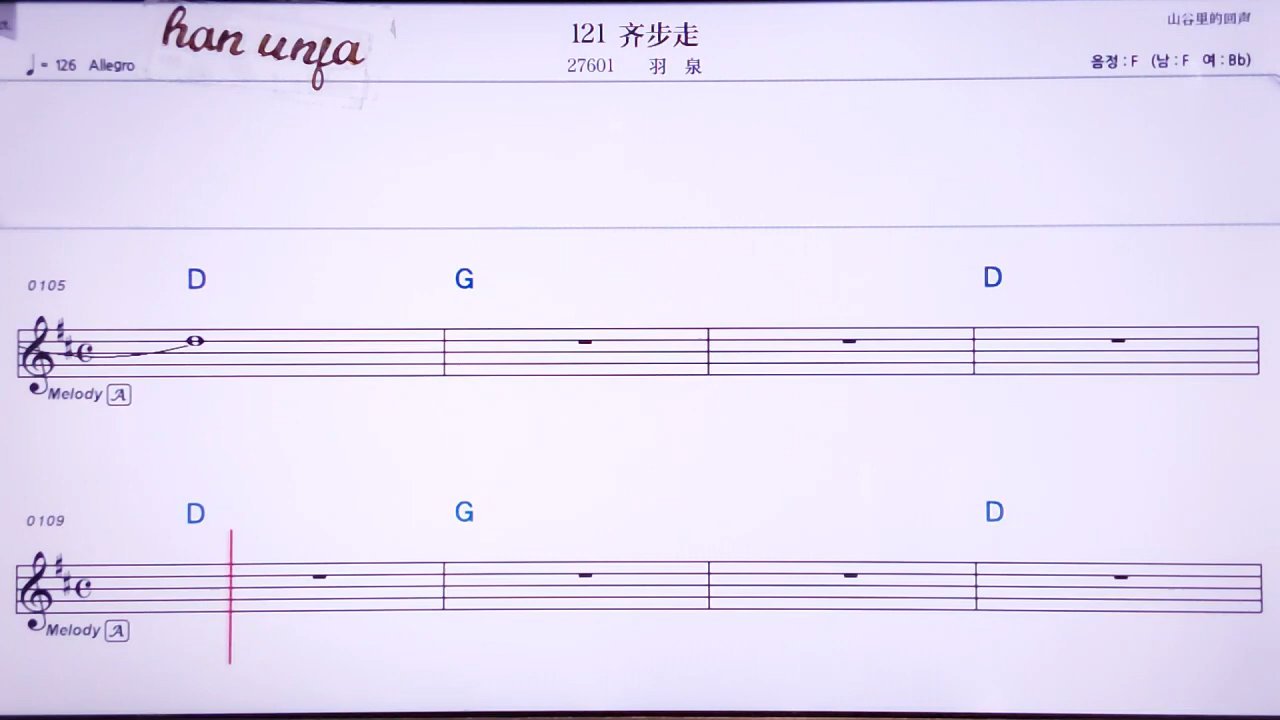 han unfa
121 齐步走
山谷里的回声
♩= 126 Allegro
27601 羽 泉
음정 : F (남 : F 여 : Bb)
0105 D G D
Melody A
0109 D G D
Melody A